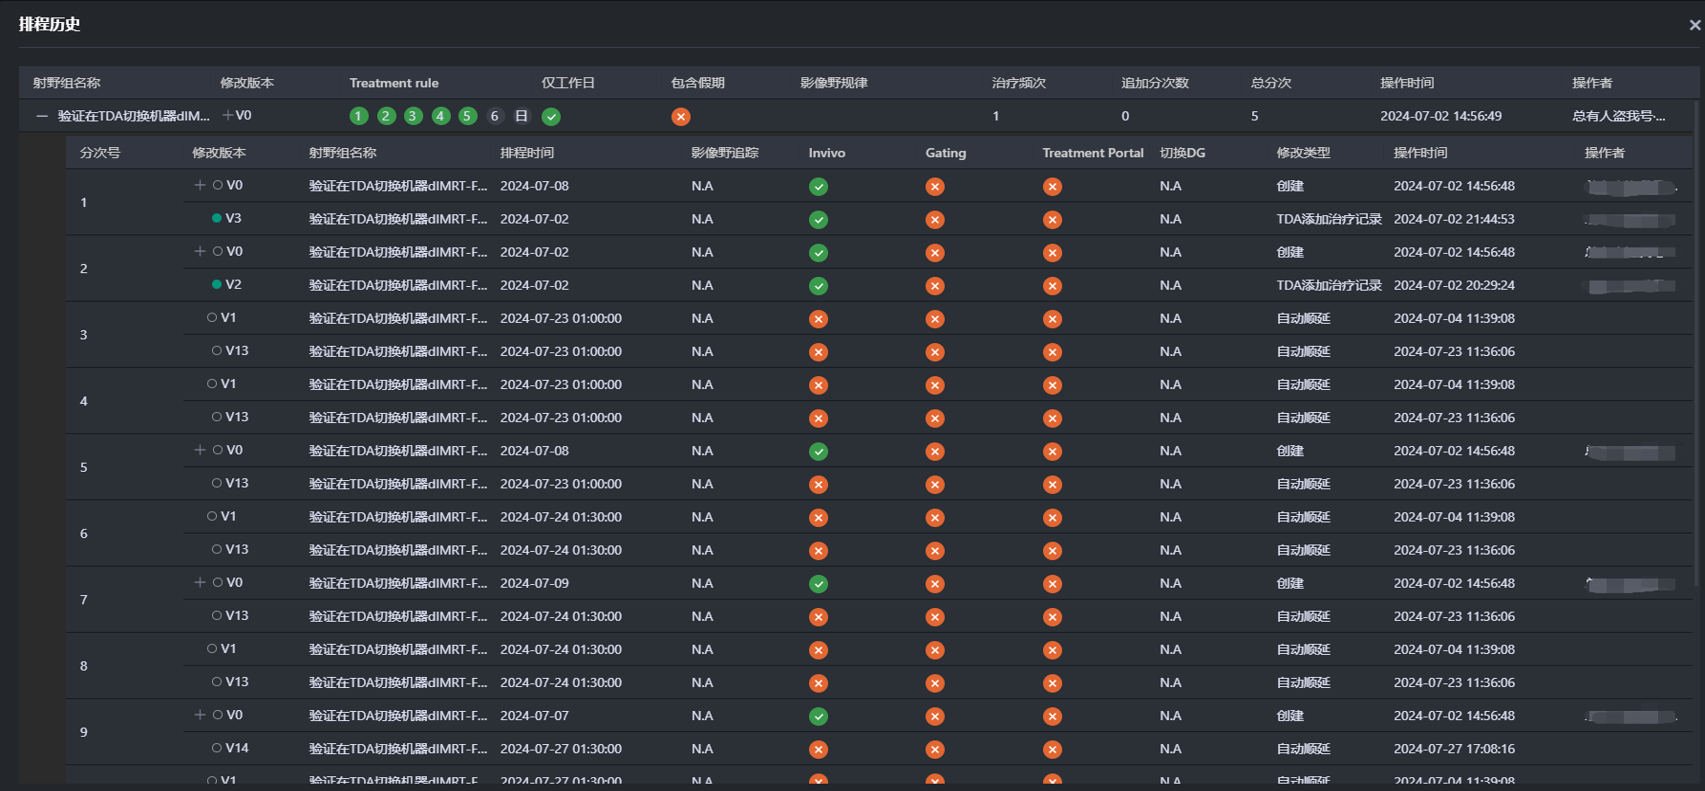 排程历史
射野组名称 修改版本 Treatment rule 仅工作日 包含假期 影像野规律 治疗频次 追加分次数 总分次 操作时间 操作者
验证在TDA切换机器dIM... V0 1 2 3 4 5 6 日 1 0 5 2024-07-02 14:56:49 总有人盗我号·...
分次号 修改版本 射野组名称 排程时间 影像野追踪 Invivo Gating Treatment Portal 切换DG 修改类型 操作时间 操作者
1 V0 验证在TDA切换机器dIMRT-F... 2024-07-08 N.A N.A 创建 2024-07-02 14:56:48
V3 验证在TDA切换机器dIMRT-F... 2024-07-02 N.A N.A TDA添加治疗记录 2024-07-02 21:44:53
2 V0 验证在TDA切换机器dIMRT-F... 2024-07-02 N.A N.A 创建 2024-07-02 14:56:48
V2 验证在TDA切换机器dIMRT-F... 2024-07-02 N.A N.A TDA添加治疗记录 2024-07-02 20:29:24
3 V1 验证在TDA切换机器dIMRT-F... 2024-07-23 01:00:00 N.A N.A 自动顺延 2024-07-04 11:39:08
V13 验证在TDA切换机器dIMRT-F... 2024-07-23 01:00:00 N.A N.A 自动顺延 2024-07-23 11:36:06
4 V1 验证在TDA切换机器dIMRT-F... 2024-07-23 01:00:00 N.A N.A 自动顺延 2024-07-04 11:39:08
V13 验证在TDA切换机器dIMRT-F... 2024-07-23 01:00:00 N.A N.A 自动顺延 2024-07-23 11:36:06
5 V0 验证在TDA切换机器dIMRT-F... 2024-07-08 N.A N.A 创建 2024-07-02 14:56:48
V13 验证在TDA切换机器dIMRT-F... 2024-07-23 01:00:00 N.A N.A 自动顺延 2024-07-23 11:36:06
6 V1 验证在TDA切换机器dIMRT-F... 2024-07-24 01:30:00 N.A N.A 自动顺延 2024-07-04 11:39:08
V13 验证在TDA切换机器dIMRT-F... 2024-07-24 01:30:00 N.A N.A 自动顺延 2024-07-23 11:36:06
7 V0 验证在TDA切换机器dIMRT-F... 2024-07-09 N.A N.A 创建 2024-07-02 14:56:48
V13 验证在TDA切换机器dIMRT-F... 2024-07-24 01:30:00 N.A N.A 自动顺延 2024-07-23 11:36:06
8 V1 验证在TDA切换机器dIMRT-F... 2024-07-24 01:30:00 N.A N.A 自动顺延 2024-07-04 11:39:08
V13 验证在TDA切换机器dIMRT-F... 2024-07-24 01:30:00 N.A N.A 自动顺延 2024-07-23 11:36:06
9 V0 验证在TDA切换机器dIMRT-F... 2024-07-07 N.A N.A 创建 2024-07-02 14:56:48
V14 验证在TDA切换机器dIMRT-F... 2024-07-27 01:30:00 N.A N.A 自动顺延 2024-07-27 17:08:16
V1 验证在TDA切换机器dIMRT-F... 2024-07-27 01:30:00 N.A N.A 自动顺延 2024-07-04 11:39:08